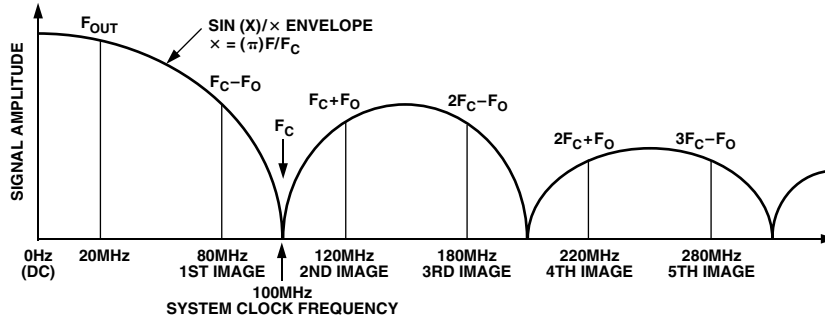 SIGNAL AMPLITUDE
F_OUT
SIN (X)/× ENVELOPE
× = (π)F/F_C
F_C−F_O
F_C
F_C+F_O
2F_C−F_O
2F_C+F_O
3F_C−F_O
0Hz
(DC)
20MHz
80MHz
1ST IMAGE
120MHz
2ND IMAGE
180MHz
3RD IMAGE
220MHz
4TH IMAGE
280MHz
5TH IMAGE
100MHz
SYSTEM CLOCK FREQUENCY